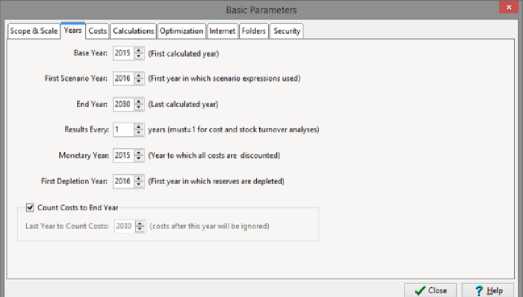 Basic Parameters
Scope & Scale Years Costs Calculations Optimization Internet Folders Security
Base Year: 2015 (First calculated year)
First Scenario Year: 2016 (First year in which scenario expressions used)
End Year: 2030 (Last calculated year)
Results Every: 1 years (must=1 for cost and stock turnover analyses)
Monetary Year: 2015 (Year to which all costs are discounted)
First Depletion Year: 2016 (First year in which reserves are depleted)
Count Costs to End Year
Last Year to Count Costs: 2030 (costs after this year will be ignored)
Close Help